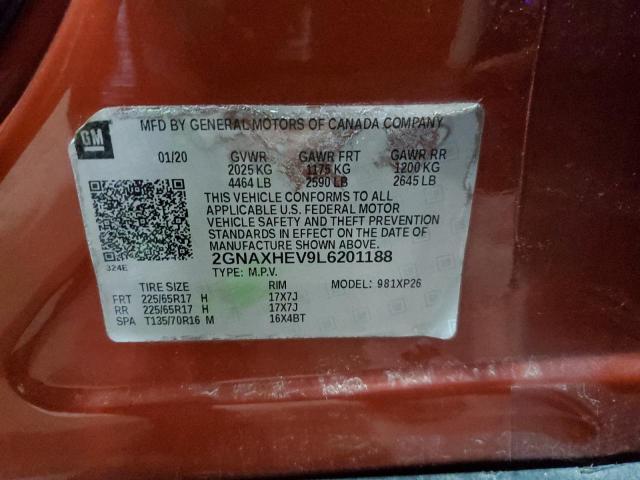 GM
MFD BY GENERAL MOTORS OF CANADA COMPANY
01/20 GVWR GAWR FRT GAWR RR
2025 KG 1175 KG 1200 KG
4464 LB 2590 LB 2645 LB
THIS VEHICLE CONFORMS TO ALL
APPLICABLE U.S. FEDERAL MOTOR
VEHICLE SAFETY AND THEFT PREVENTION
STANDARDS IN EFFECT ON THE DATE OF
MANUFACTURE SHOWN ABOVE.
324E 2GNAXHEV9L6201188
TYPE: M.P.V. MODEL: 981XP26
TIRE SIZE RIM
FRT 225/65R17 H 17X7J
RR 225/65R17 H 17X7J
SPA T135/70R16 M 16X4BT